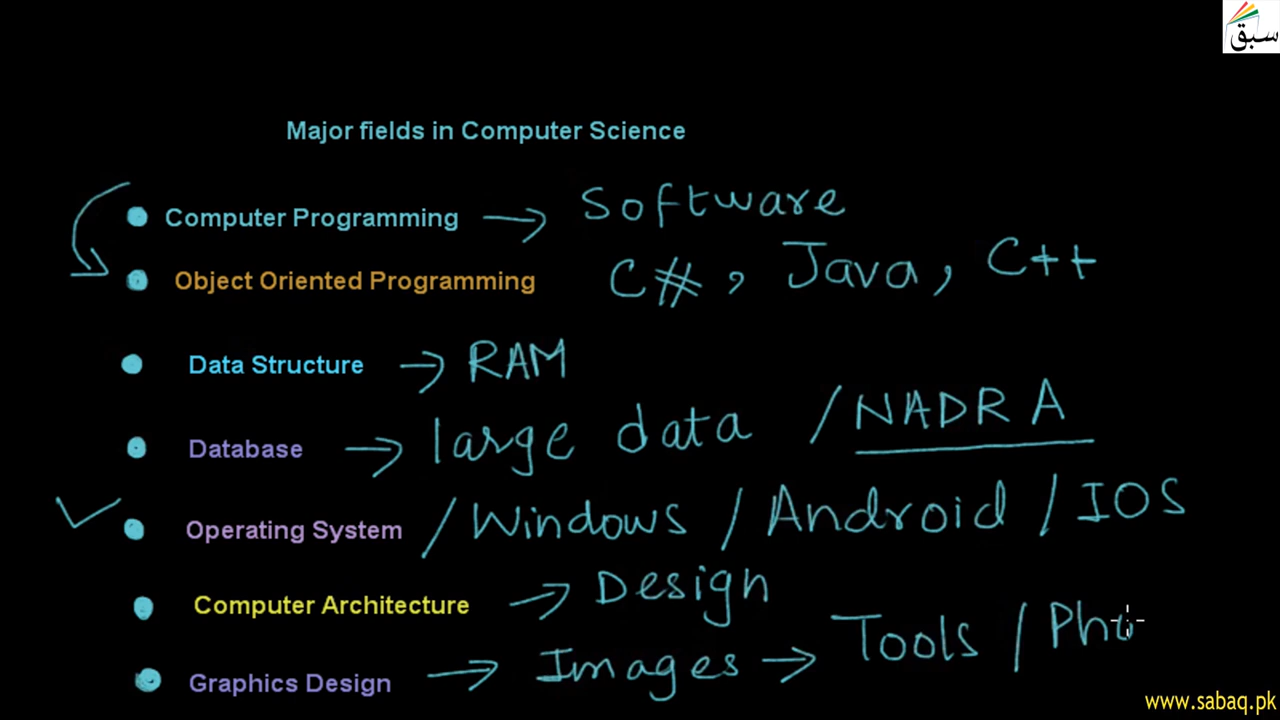 سبق
Major fields in Computer Science
Computer Programming → Software
Object Oriented Programming C#, Java, C++
Data Structure → RAM
Database → large data / NADRA
Operating System / Windows / Android / IOS
Computer Architecture → Design
Graphics Design → Images → Tools / Pho
www.sabaq.pk